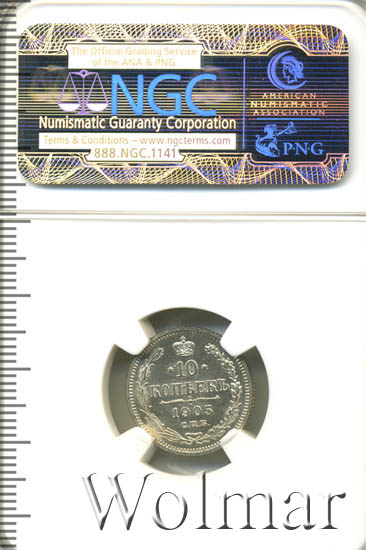 The Official Grading Service
of the ANA & PNG
NGC
Numismatic Guaranty Corporation
Terms & Conditions – www.ngcterms.com
888.NGC.1141
AMERICAN
NUMISMATIC
ASSOCIATION
PNG
10
КОПѢЕКЪ
1905
С.П.Б.
Wolmar